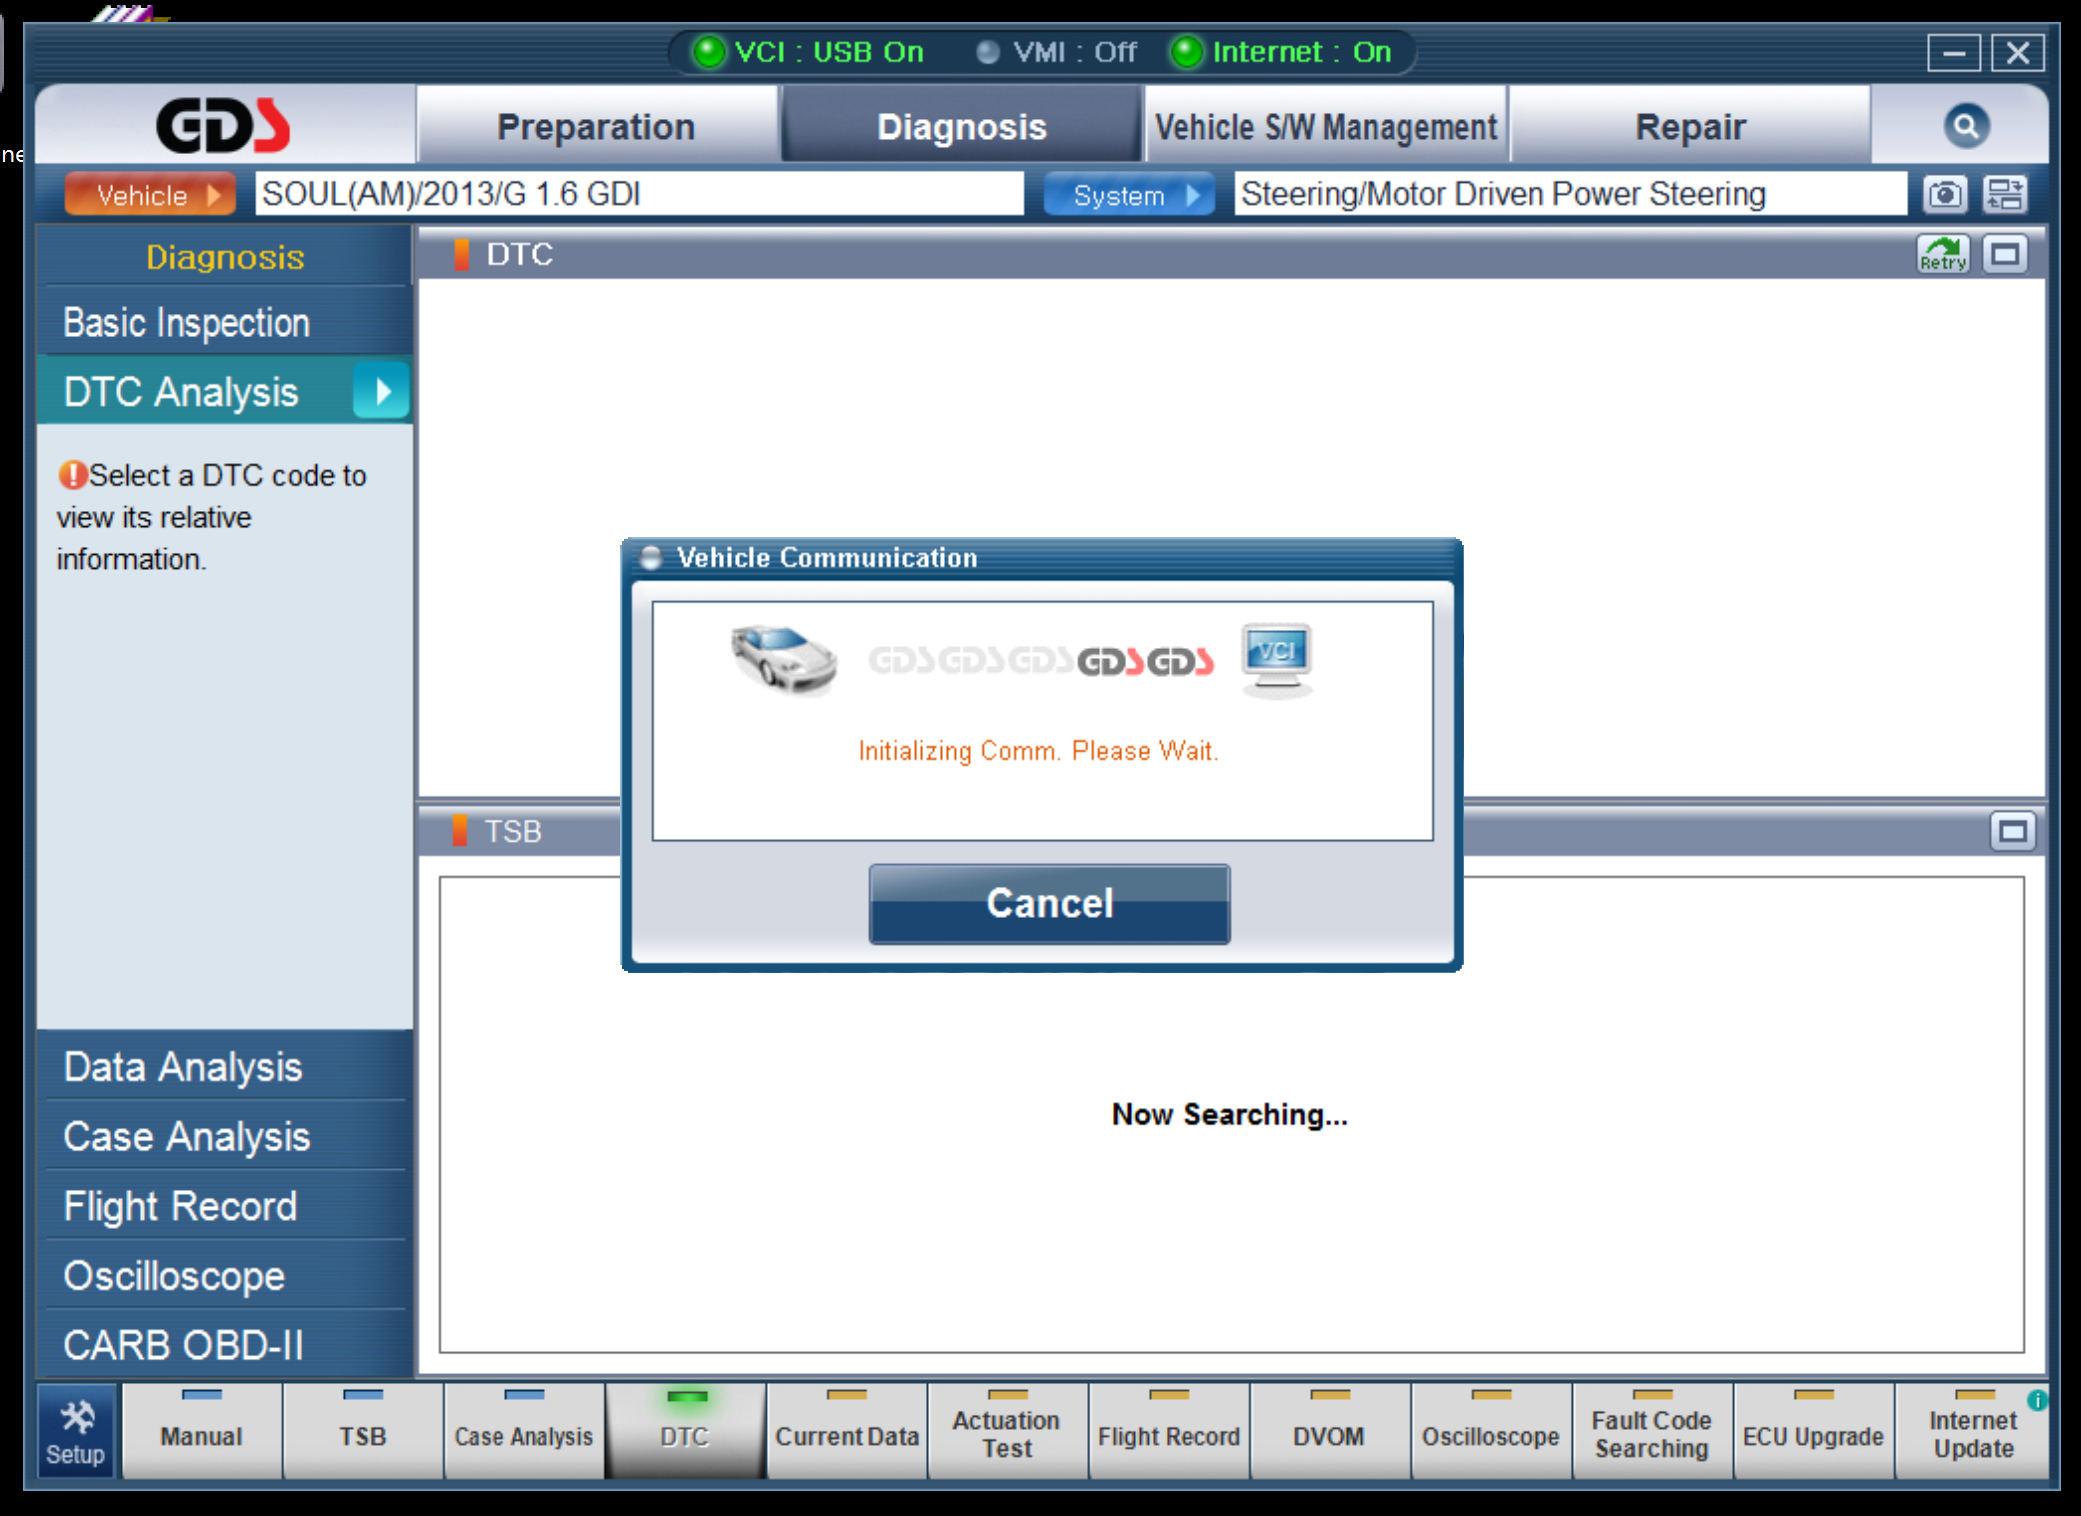 VCI : USB On
VMI : Off
Internet : On
GDS
Preparation
Diagnosis
Vehicle S/W Management
Repair
ne
Vehicle
SOUL(AM)/2013/G 1.6 GDI
System
Steering/Motor Driven Power Steering
Diagnosis
Basic Inspection
DTC Analysis
Select a DTC code to
view its relative
information.
Data Analysis
Case Analysis
Flight Record
Oscilloscope
CARB OBD-II
DTC
Retry
Vehicle Communication
GDS GDS GDS GDS GDS
VCI
Initializing Comm. Please Wait.
Cancel
TSB
Now Searching...
Setup
Manual
TSB
Case Analysis
DTC
Current Data
Actuation
Test
Flight Record
DVOM
Oscilloscope
Fault Code
Searching
ECU Upgrade
Internet
Update